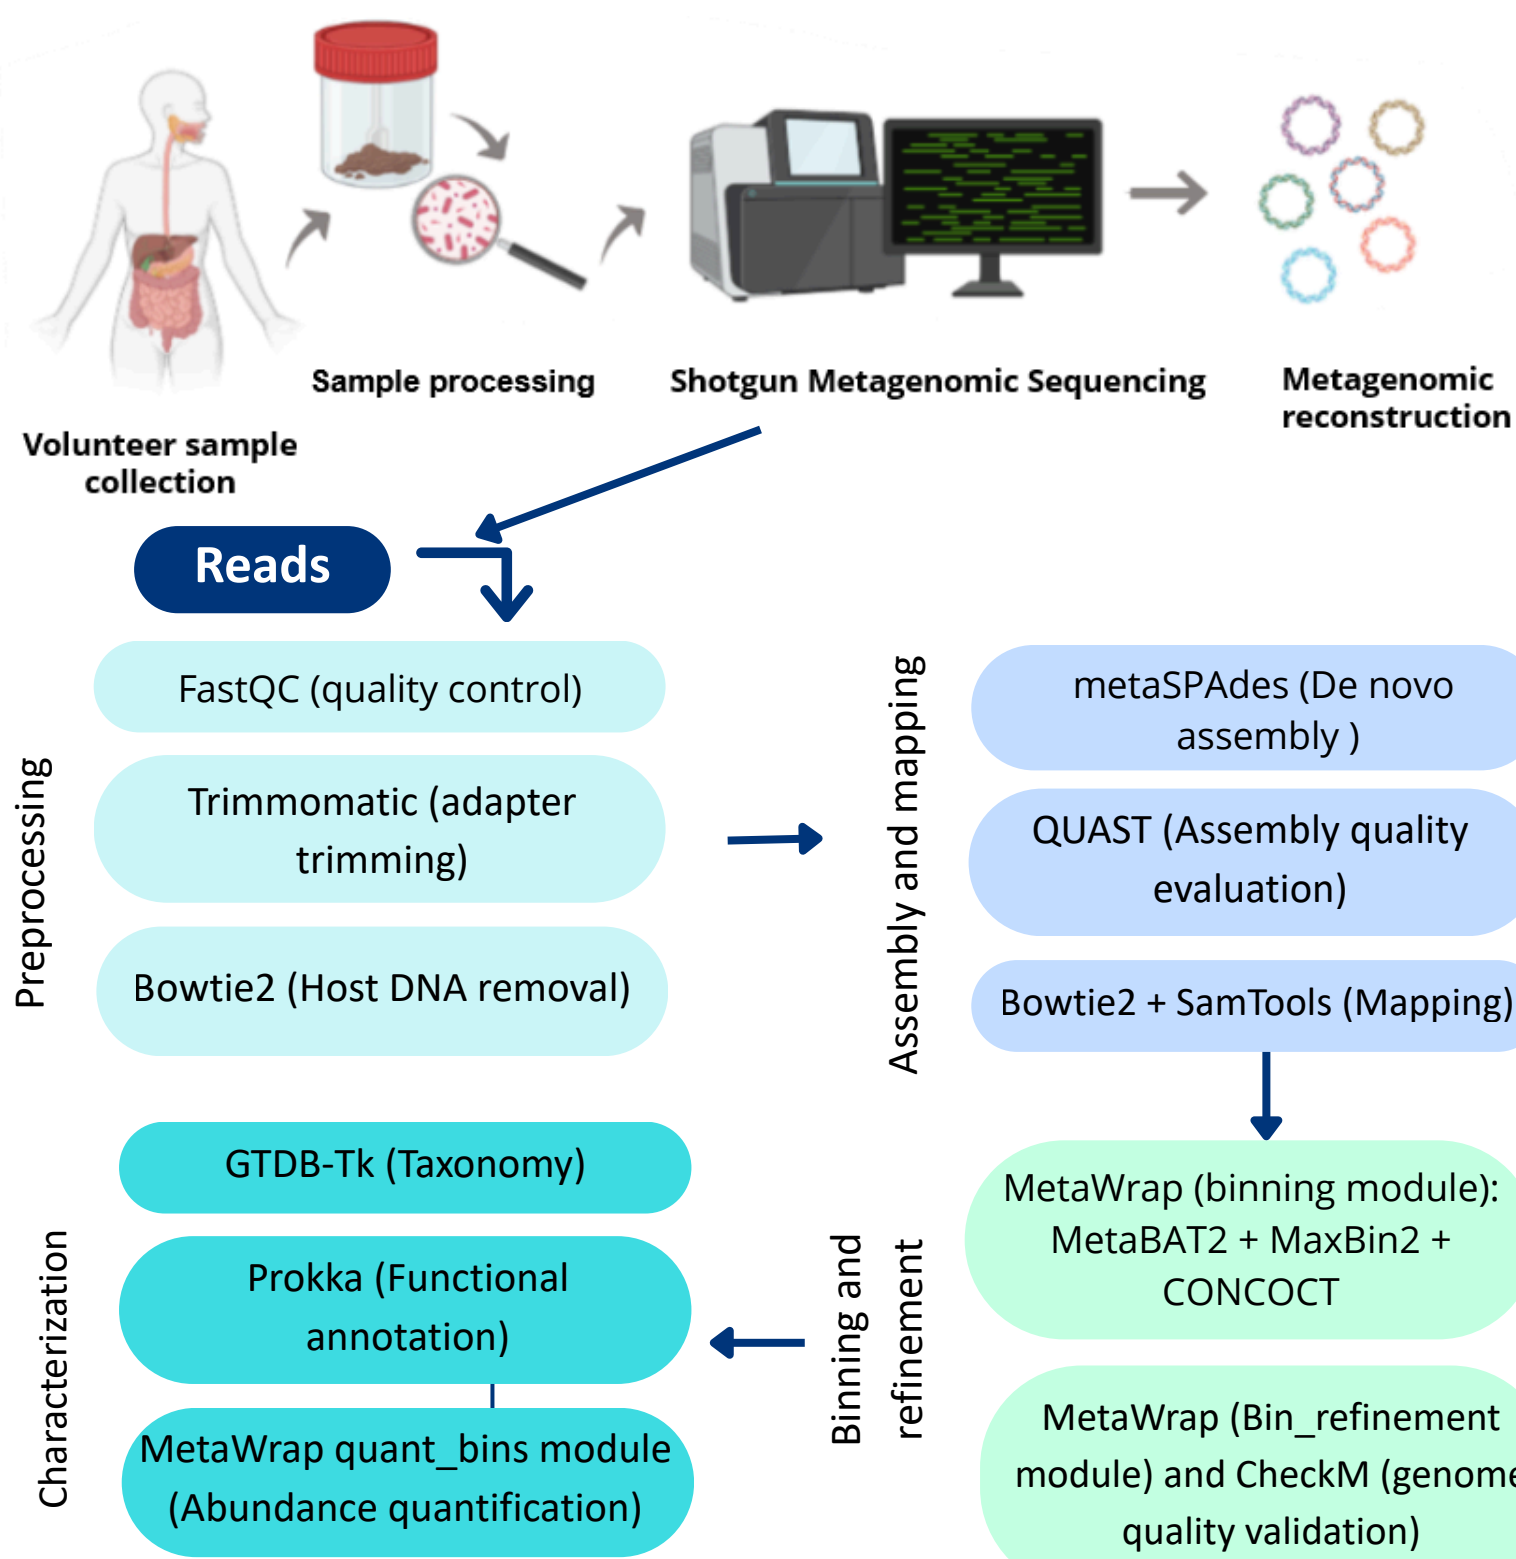 Volunteer sample
collection
Sample processing
Shotgun Metagenomic Sequencing
Metagenomic
reconstruction
Reads
Preprocessing
FastQC (quality control)
Trimmomatic (adapter
trimming)
Bowtie2 (Host DNA removal)
Assembly and mapping
metaSPAdes (De novo
assembly )
QUAST (Assembly quality
evaluation)
Bowtie2 + SamTools (Mapping)
Binning and
refinement
MetaWrap (binning module):
MetaBAT2 + MaxBin2 +
CONCOCT
MetaWrap (Bin_refinement
module) and CheckM (genome
quality validation)
Characterization
GTDB-Tk (Taxonomy)
Prokka (Functional
annotation)
MetaWrap quant_bins module
(Abundance quantification)